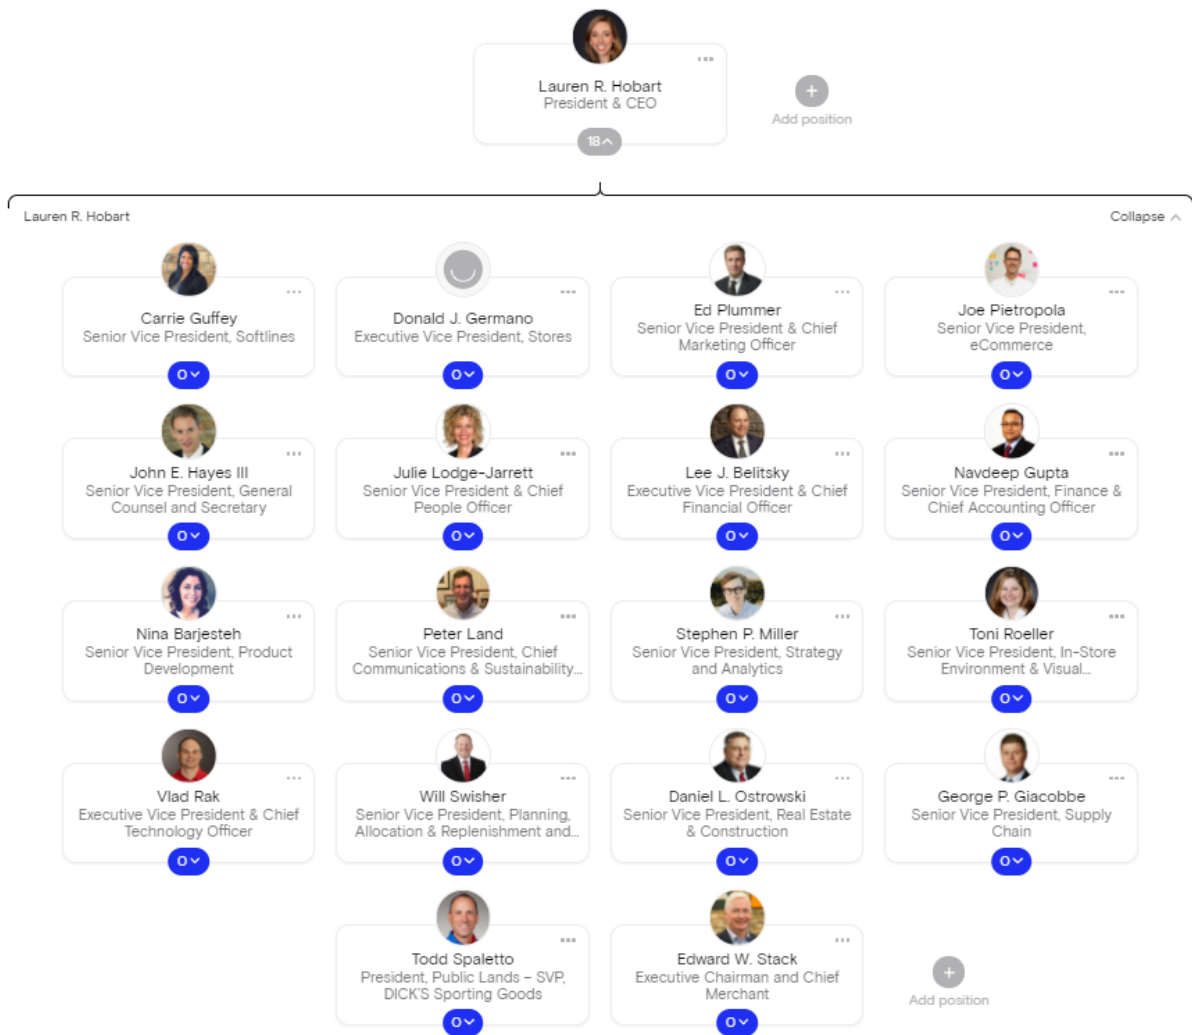 Lauren R. Hobart
President & CEO
18
Add position
Lauren R. Hobart
Collapse
Carrie Guffey
Senior Vice President, Softlines
0
Donald J. Germano
Executive Vice President, Stores
0
Ed Plummer
Senior Vice President & Chief
Marketing Officer
0
Joe Pietropola
Senior Vice President,
eCommerce
0
John E. Hayes III
Senior Vice President, General
Counsel and Secretary
0
Julie Lodge-Jarrett
Senior Vice President & Chief
People Officer
0
Lee J. Belitsky
Executive Vice President & Chief
Financial Officer
0
Navdeep Gupta
Senior Vice President, Finance &
Chief Accounting Officer
0
Nina Barjesteh
Senior Vice President, Product
Development
0
Peter Land
Senior Vice President, Chief
Communications & Sustainability...
0
Stephen P. Miller
Senior Vice President, Strategy
and Analytics
0
Toni Roeller
Senior Vice President, In-Store
Environment & Visual...
0
Vlad Rak
Executive Vice President & Chief
Technology Officer
0
Will Swisher
Senior Vice President, Planning,
Allocation & Replenishment and...
0
Daniel L. Ostrowski
Senior Vice President, Real Estate
& Construction
0
George P. Giacobbe
Senior Vice President, Supply
Chain
0
Todd Spaletto
President, Public Lands – SVP,
DICK'S Sporting Goods
0
Edward W. Stack
Executive Chairman and Chief
Merchant
0
Add position